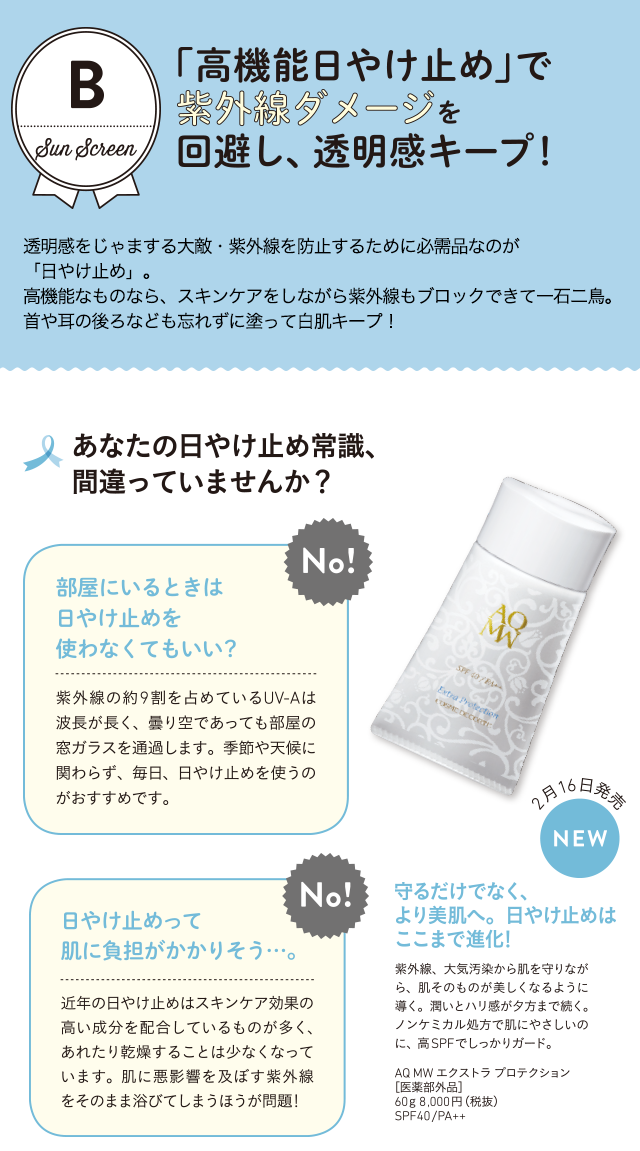 B
Sun Screen
「高機能日やけ止め」で
紫外線ダメージを
回避し、透明感キープ！
透明感をじゃまする大敵・紫外線を防止するために必需品なのが
「日やけ止め」。
高機能なものなら、スキンケアをしながら紫外線もブロックできて一石二鳥。
首や耳の後ろなども忘れずに塗って白肌キープ！
あなたの日やけ止め常識、
間違っていませんか？
No!
部屋にいるときは
日やけ止めを
使わなくてもいい？
紫外線の約9割を占めているUV-Aは
波長が長く、曇り空であっても部屋の
窓ガラスを通過します。季節や天候に
関わらず、毎日、日やけ止めを使うの
がおすすめです。
AQ
MW
SPF40/PA++
Extra Protection
COSME DECORTE
2月16日発売
NEW
No!
日やけ止めって
肌に負担がかかりそう…。
近年の日やけ止めはスキンケア効果の
高い成分を配合しているものが多く、
あれたり乾燥することは少なくなって
います。肌に悪影響を及ぼす紫外線
をそのまま浴びてしまうほうが問題！
守るだけでなく、
より美肌へ。日やけ止めは
ここまで進化！
紫外線、大気汚染から肌を守りなが
ら、肌そのものが美しくなるように
導く。潤いとハリ感が夕方まで続く。
ノンケミカル処方で肌にやさしいの
に、高SPFでしっかりガード。
AQ MW エクストラ プロテクション
［医薬部外品］
60g 8,000円（税抜）
SPF40/PA++